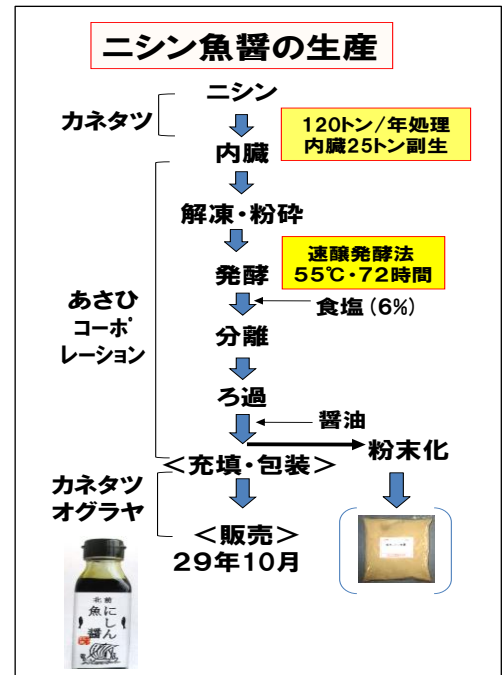 ニシン魚醤の生産
ニシン
カネタツ
120トン/年処理
内臓25トン副生
内臓
解凍・粉砕
速醸発酵法
55℃・72時間
発酵
食塩(6%)
あさひ
コーポ
レーション
分離
ろ過
醤油
粉末化
<充填・包装>
カネタツ
オグラヤ
<販売>
29年10月
北前
にしん
魚醤